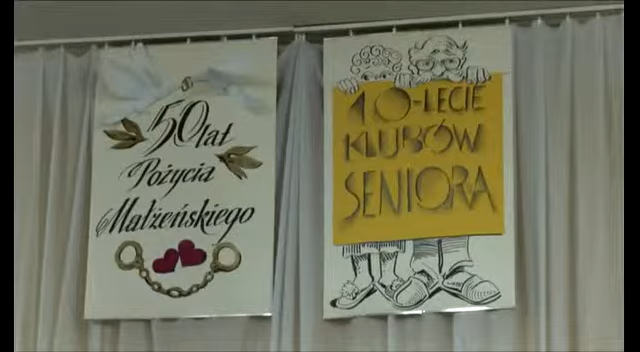 50 lat
Pożycia
Małżeńskiego
10-LECIE
KLUBÓW
SENIORA